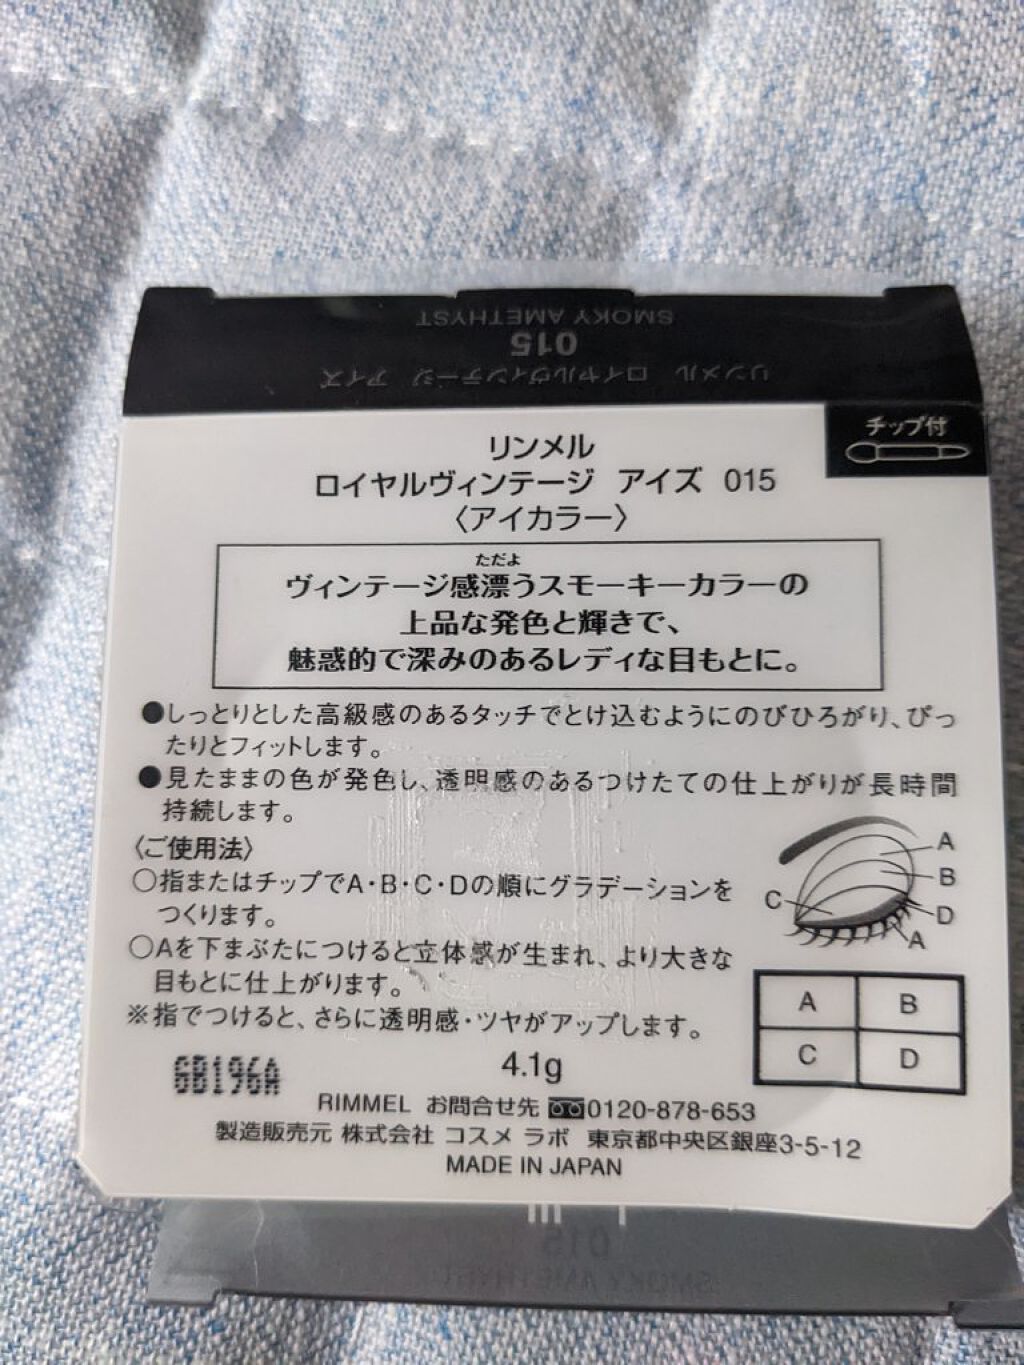 SMOKY AMETHYST
015
リンメル ロイヤルヴィンテージ アイズ
チップ付
リンメル
ロイヤルヴィンテージ アイズ 015
〈アイカラー〉
ただよ
ヴィンテージ感漂うスモーキーカラーの
上品な発色と輝きで、
魅惑的で深みのあるレディな目もとに。
●しっとりとした高級感のあるタッチでとけ込むようにのびひろがり、ぴっ
たりとフィットします。
●見たままの色が発色し、透明感のあるつけたての仕上がりが長時間
持続します。
〈ご使用法〉
○指またはチップでA・B・C・Dの順にグラデーションを
つくります。
○Aを下まぶたにつけると立体感が生まれ、より大きな
目もとに仕上がります。
※指でつけると、さらに透明感・ツヤがアップします。
A
B
C
D
A
A B
C D
6B196A
4.1g
RIMMEL お問合せ先 0120-878-653
製造販売元 株式会社 コスメ ラボ 東京都中央区銀座3-5-12
MADE IN JAPAN
015
SMOKY AMETHYST